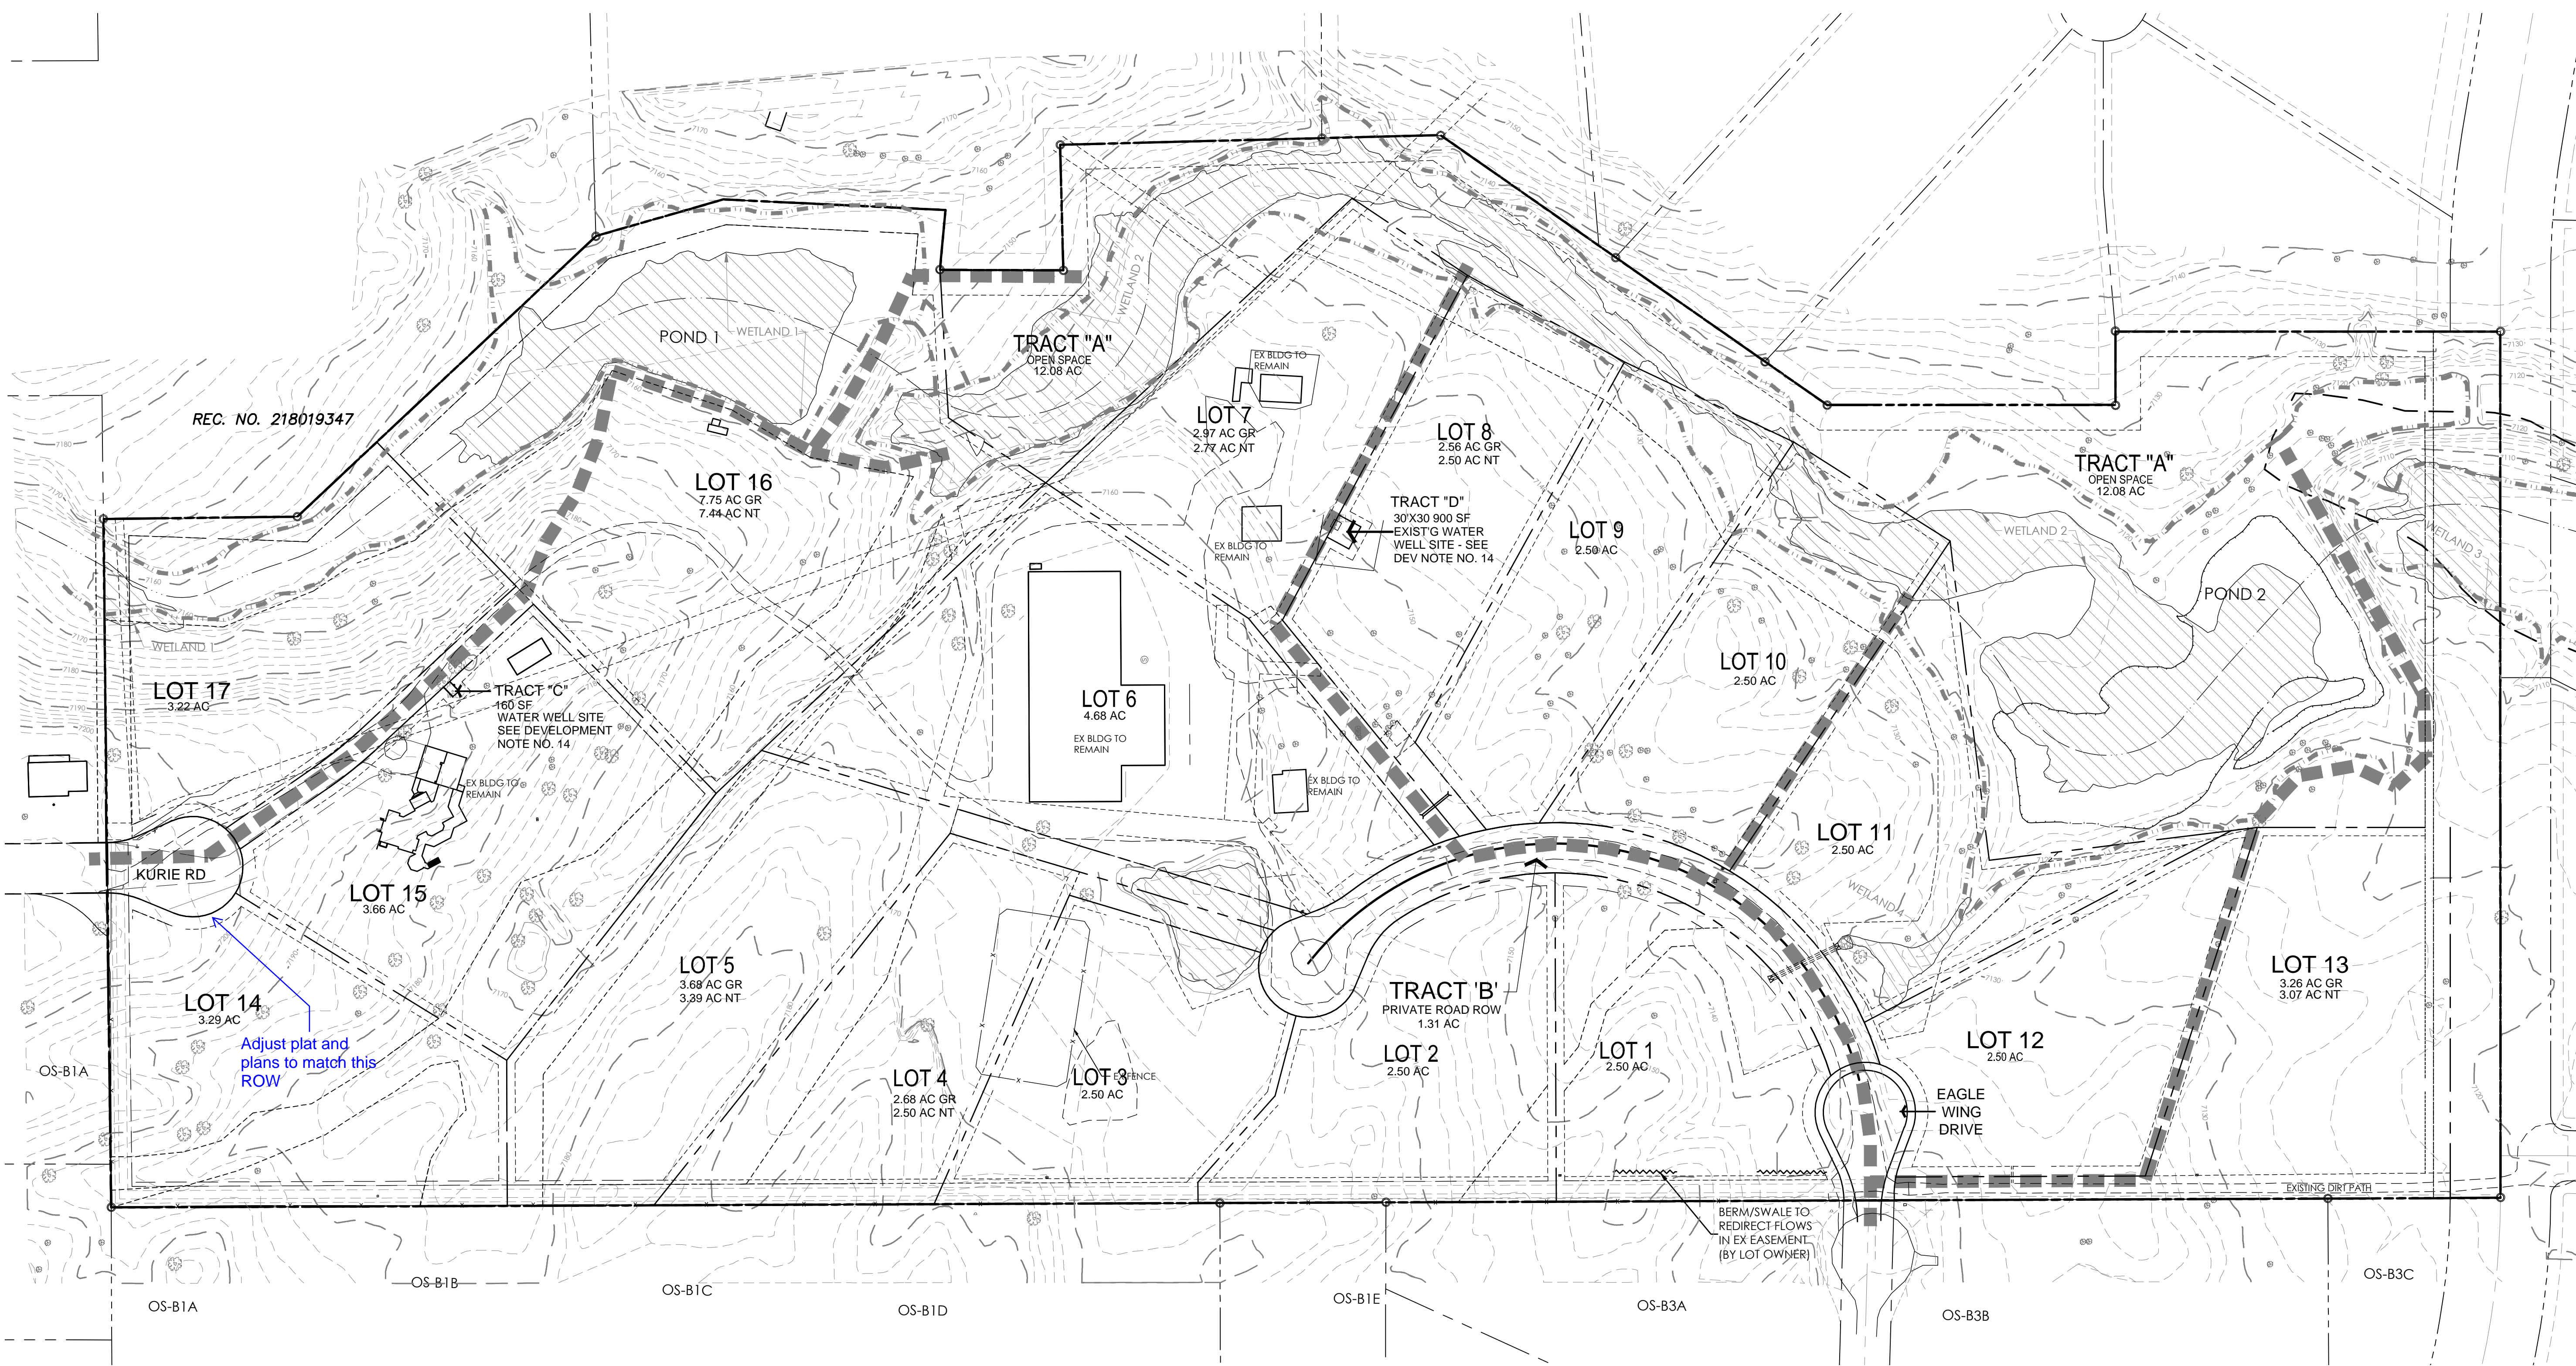 REC. NO. 218019347
POND 1
WETLAND 1
WETLAND 2
TRACT "A"
OPEN SPACE
12.08 AC
EX BLDG TO
REMAIN
LOT 7
2.97 AC GR
2.77 AC NT
LOT 8
2.56 AC GR
2.50 AC NT
LOT 16
7.75 AC GR
7.44 AC NT
EX BLDG TO
REMAIN
TRACT "D"
30'X30 900 SF
EXIST'G WATER
WELL SITE - SEE
DEV NOTE NO. 14
LOT 9
2.50 AC
TRACT "A"
OPEN SPACE
12.08 AC
WETLAND 2
WETLAND 3
POND 2
WETLAND 1
LOT 17
3.22 AC
TRACT "C"
160 SF
WATER WELL SITE
SEE DEVELOPMENT
NOTE NO. 14
LOT 6
4.68 AC
EX BLDG TO
REMAIN
LOT 10
2.50 AC
EX BLDG TO
REMAIN
EX BLDG TO
REMAIN
LOT 11
2.50 AC
KURIE RD
LOT 15
3.66 AC
WETLAND 4
LOT 5
3.68 AC GR
3.39 AC NT
TRACT 'B'
PRIVATE ROAD ROW
1.31 AC
LOT 13
3.26 AC GR
3.07 AC NT
LOT 14
3.29 AC
Adjust plat and
plans to match this
ROW
LOT 4
2.68 AC GR
2.50 AC NT
LOT 3
2.50 AC
EX FENCE
LOT 2
2.50 AC
LOT 1
2.50 AC
LOT 12
2.50 AC
EAGLE
WING
DRIVE
OS-B1A
EXISTING DIRT PATH
BERM/SWALE TO
REDIRECT FLOWS
IN EX EASEMENT
(BY LOT OWNER)
OS-B1A
OS-B1B
OS-B1C
OS-B1D
OS-B1E
OS-B3A
OS-B3B
OS-B3C